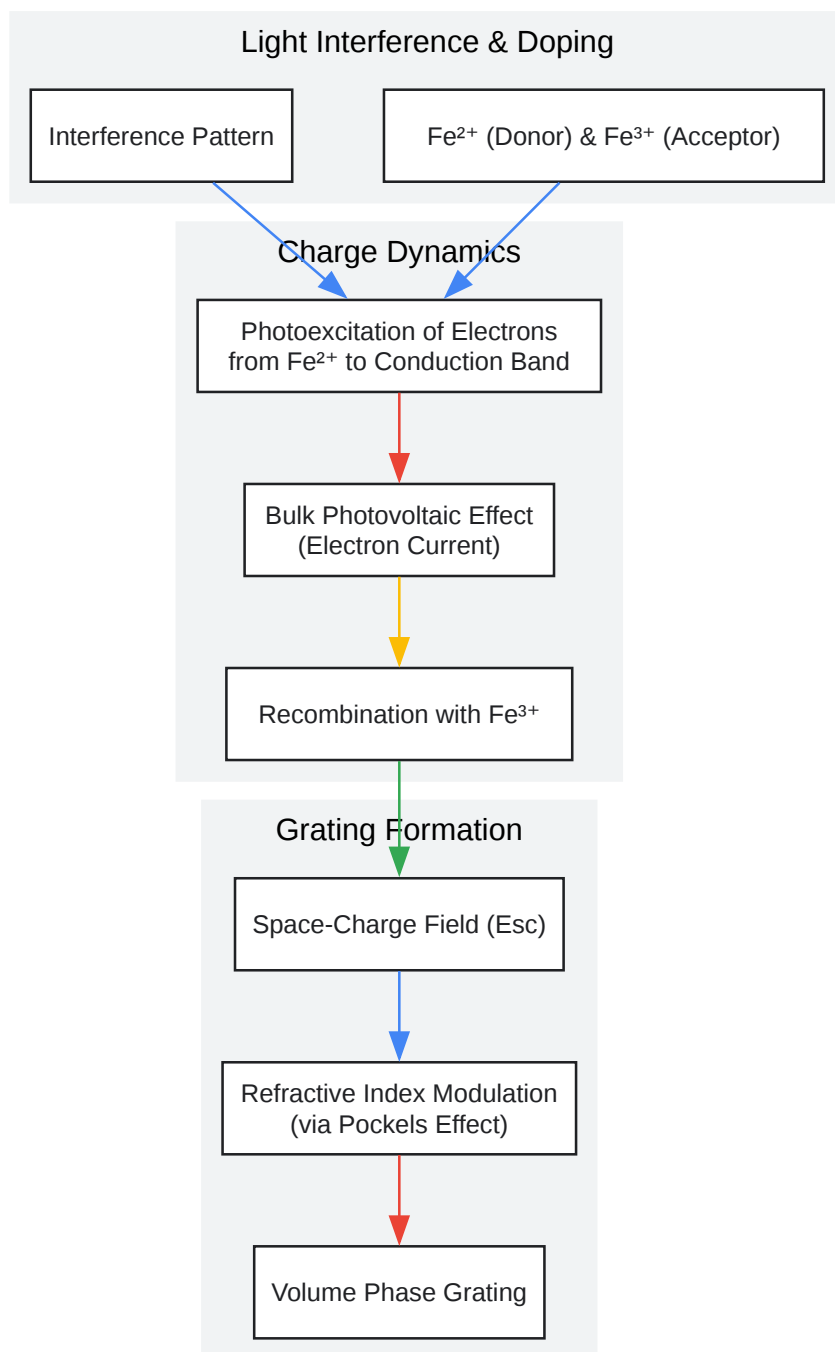 Light Interference & Doping
Interference Pattern
Fe²⁺ (Donor) & Fe³⁺ (Acceptor)
Charge Dynamics
Photoexcitation of Electrons
from Fe²⁺ to Conduction Band
Bulk Photovoltaic Effect
(Electron Current)
Recombination with Fe³⁺
Grating Formation
Space-Charge Field (Esc)
Refractive Index Modulation
(via Pockels Effect)
Volume Phase Grating